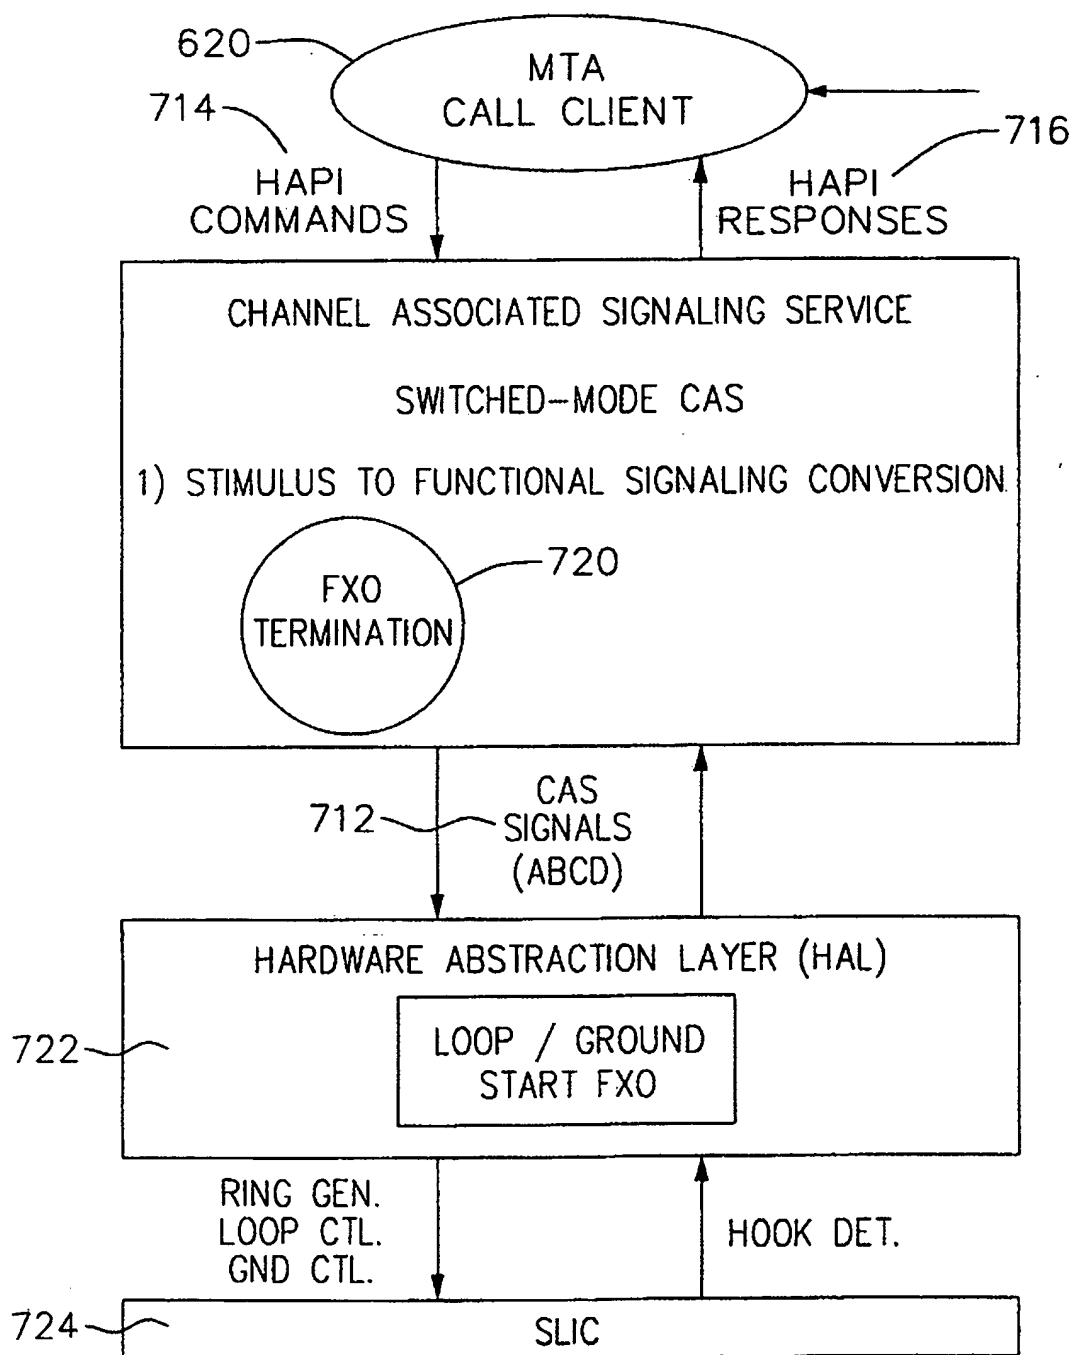 620
MTA
CALL CLIENT
714
716
HAPI
COMMANDS
HAPI
RESPONSES
CHANNEL ASSOCIATED SIGNALING SERVICE
SWITCHED-MODE CAS
1) STIMULUS TO FUNCTIONAL SIGNALING CONVERSION
720
FXO
TERMINATION
712
CAS
SIGNALS
(ABCD)
HARDWARE ABSTRACTION LAYER (HAL)
722
LOOP / GROUND
START FXO
RING GEN.
LOOP CTL.
GND CTL.
HOOK DET.
724
SLIC